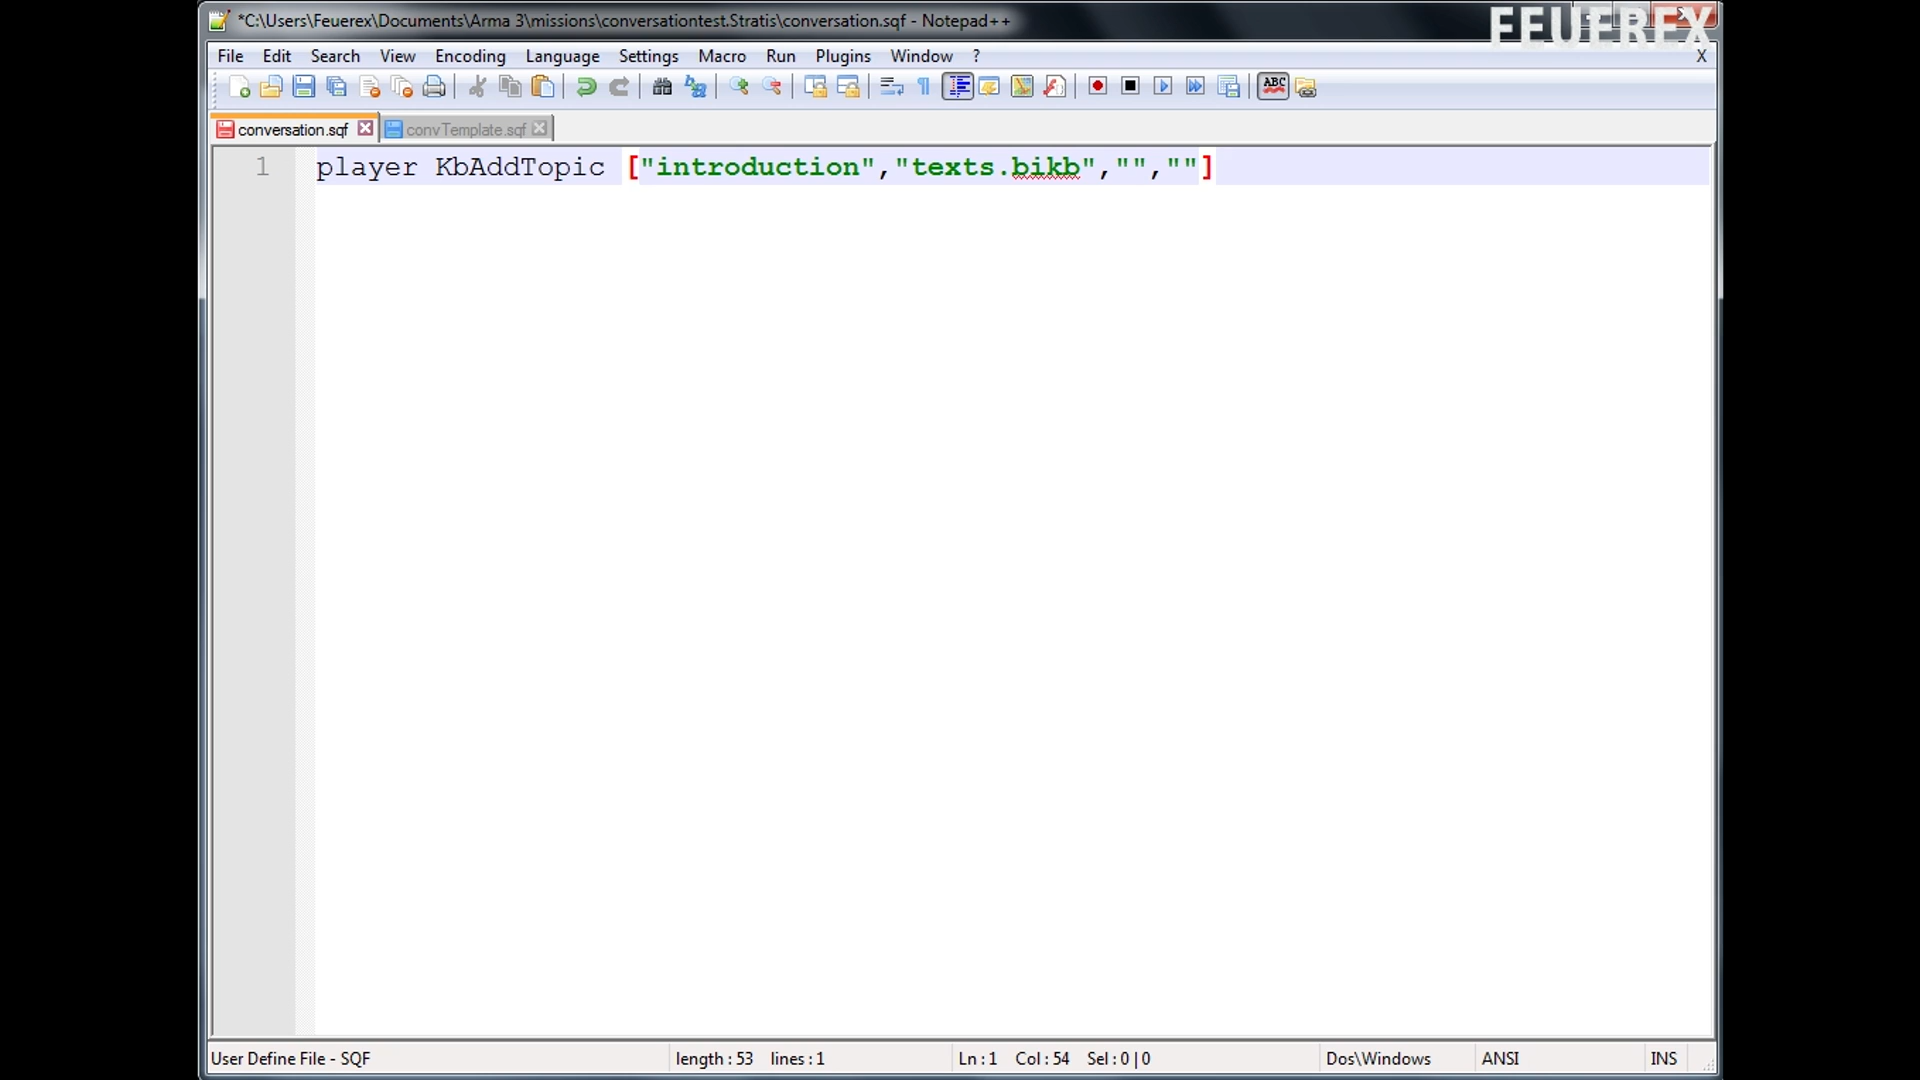 *C:\Users\Feuerex\Documents\Arma 3\missions\conversationtest.Stratis\conversation.sqf - Notepad++
FEUEREX
File Edit Search View Encoding Language Settings Macro Run Plugins Window ? X
ABC
conversation.sqf convTemplate.sqf
1 player KbAddTopic ["introduction","texts.bikb","",""]
User Define File - SQF length : 53 lines : 1 Ln : 1 Col : 54 Sel : 0 | 0 Dos\Windows ANSI INS